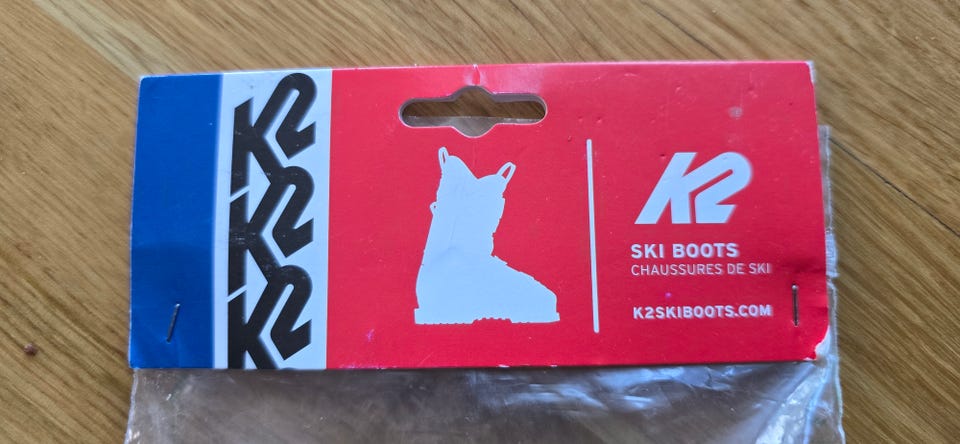 K2
K2
K2
K2
SKI BOOTS
CHAUSSURES DE SKI
K2SKIBOOTS.COM